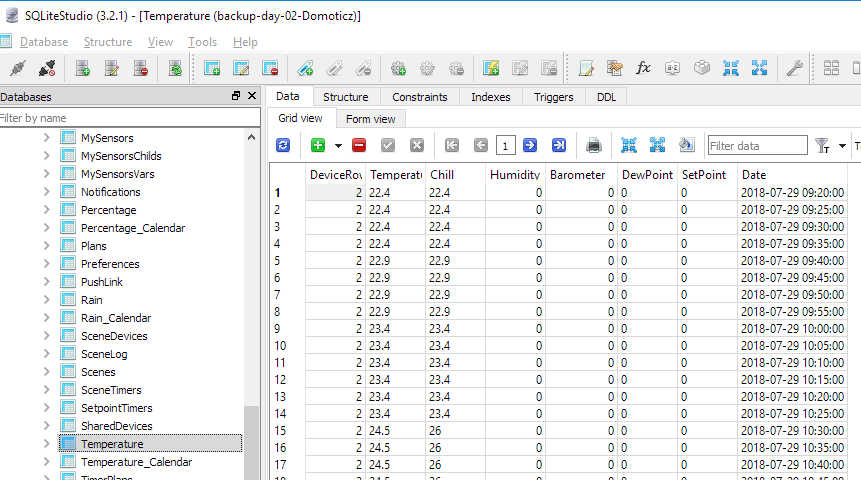 SQLiteStudio (3.2.1) - [Temperature (backup-day-02-Domoticz)]
Database Structure View Tools Help
Databases
Filter by name
MySensors
MySensorsChilds
MySensorsVars
Notifications
Percentage
Percentage_Calendar
Plans
Preferences
PushLink
Rain
Rain_Calendar
SceneDevices
SceneLog
Scenes
SceneTimers
SetpointTimers
SharedDevices
Temperature
Temperature_Calendar
TimerPlans
Data Structure Constraints Indexes Triggers DDL
Grid view Form view
1 Filter data T
DeviceRow Temperatu Chill Humidity Barometer DewPoint SetPoint Date
1 2 22.4 22.4 0 0 0 0 2018-07-29 09:20:00
2 2 22.4 22.4 0 0 0 0 2018-07-29 09:25:00
3 2 22.4 22.4 0 0 0 0 2018-07-29 09:30:00
4 2 22.4 22.4 0 0 0 0 2018-07-29 09:35:00
5 2 22.9 22.9 0 0 0 0 2018-07-29 09:40:00
6 2 22.9 22.9 0 0 0 0 2018-07-29 09:45:00
7 2 22.9 22.9 0 0 0 0 2018-07-29 09:50:00
8 2 22.9 22.9 0 0 0 0 2018-07-29 09:55:00
9 2 23.4 23.4 0 0 0 0 2018-07-29 10:00:00
10 2 23.4 23.4 0 0 0 0 2018-07-29 10:05:00
11 2 23.4 23.4 0 0 0 0 2018-07-29 10:10:00
12 2 23.4 23.4 0 0 0 0 2018-07-29 10:15:00
13 2 23.4 23.4 0 0 0 0 2018-07-29 10:20:00
14 2 23.4 23.4 0 0 0 0 2018-07-29 10:25:00
15 2 24.5 26 0 0 0 0 2018-07-29 10:30:00
16 2 24.5 26 0 0 0 0 2018-07-29 10:35:00
17 2 24.5 26 0 0 0 0 2018-07-29 10:40:00